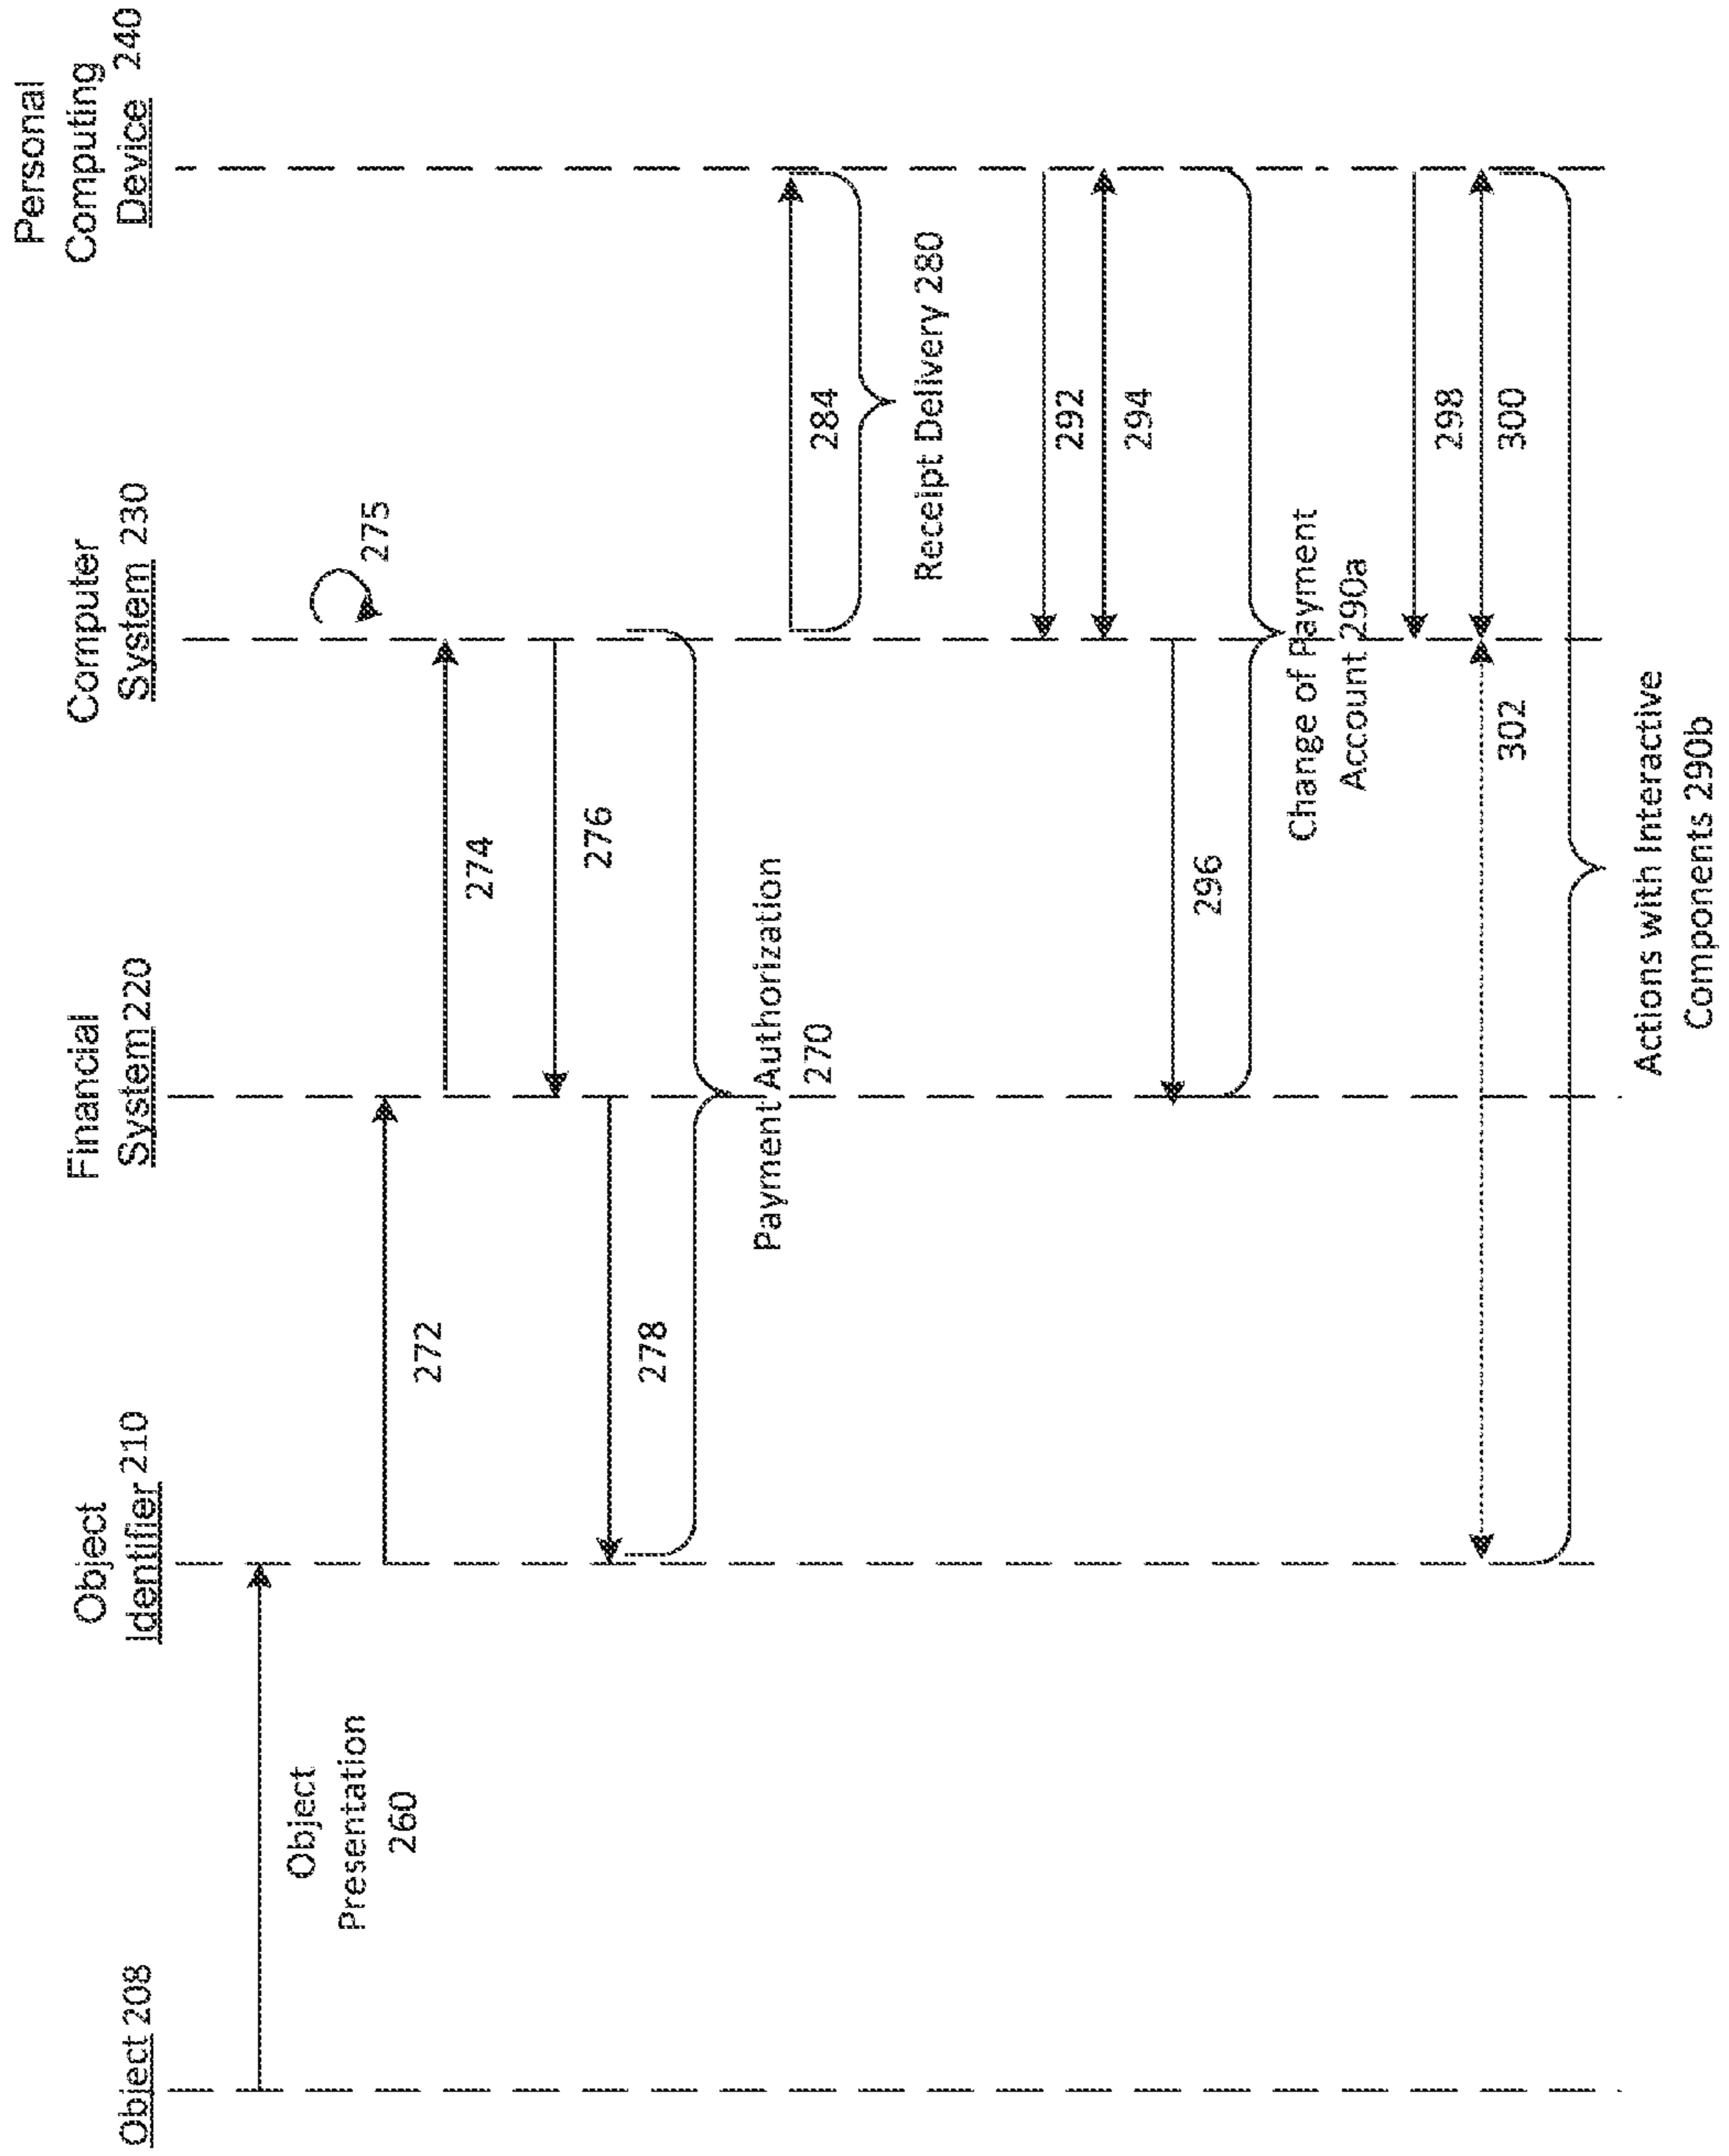 Object 208
Object
Identifier 210
Financial
System 220
Computer
System 230
Personal
Computing
Device 240
Object
Presentation
260
275
272
274
276
278
Payment Authorization
270
284
Receipt Delivery 280
292
294
296
Change of Payment
Account 290a
298
300
302
Actions with Interactive
Components 290b